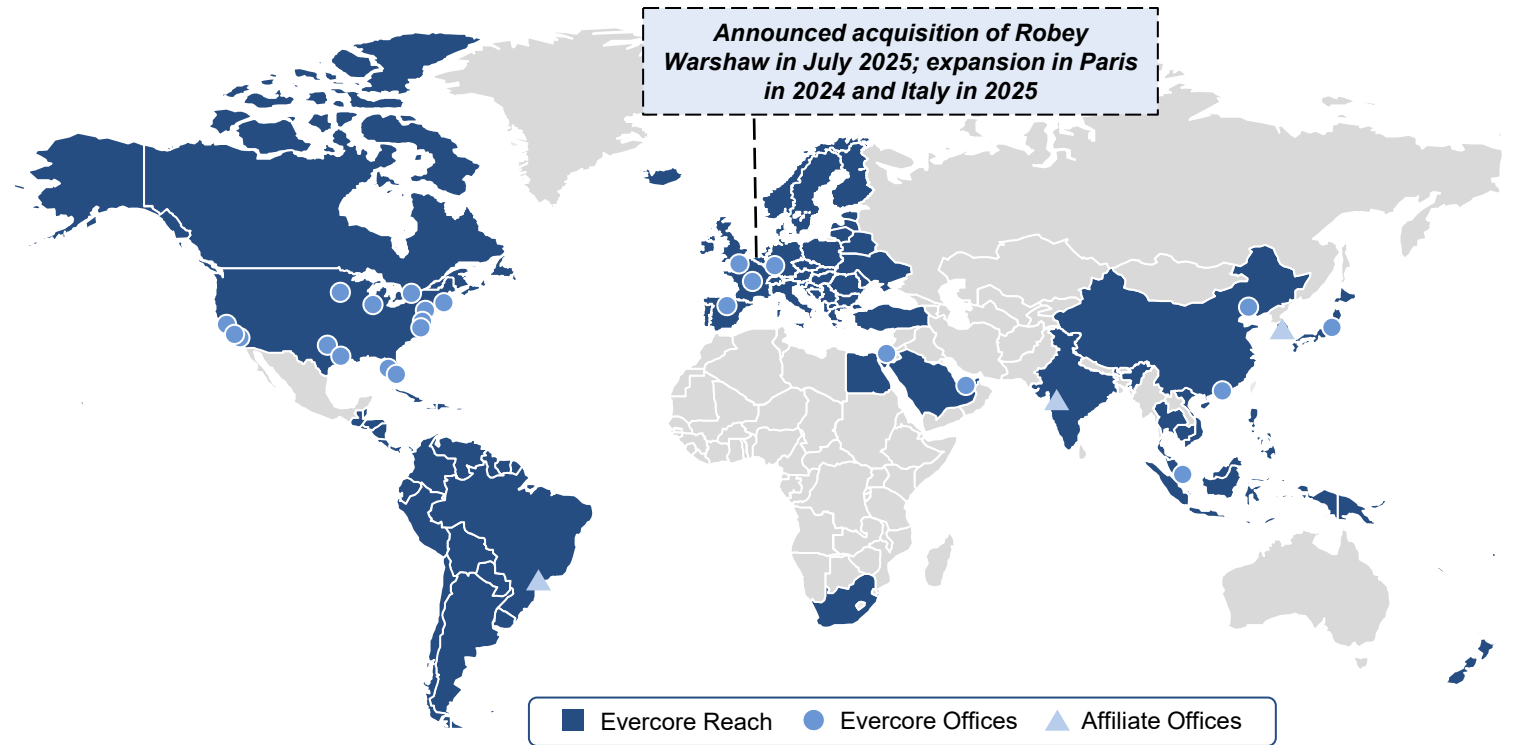 Announced acquisition of Robey
Warshaw in July 2025; expansion in Paris
in 2024 and Italy in 2025
Evercore Reach
Evercore Offices
Affiliate Offices